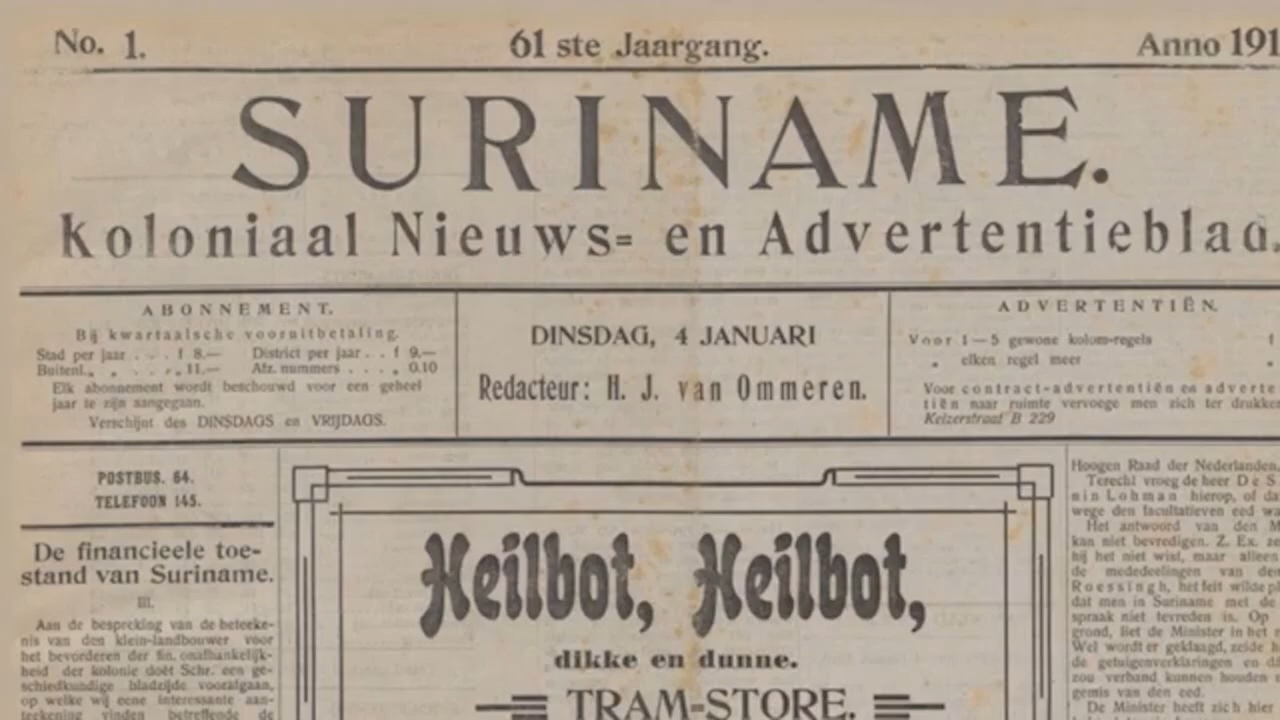 No. 1.
61 ste Jaargang.
Anno 191
SURINAME.
Koloniaal Nieuws- en Advertentieblad.
ABONNEMENT.
Bij kwartaalsche vooruitbetaling.
Stad per jaar . . . f 8.— District per jaar . . f 9.—
Buitenl. „ „ . . „ 11.— Afz. nummers . . . . „ 0.10
Elk abonnement wordt beschouwd voor een geheel
jaar te zijn aangegaan.
Verschijnt des DINSDAGS en VRIJDAGS.
DINSDAG, 4 JANUARI
Redacteur: H. J. van Ommeren.
ADVERTENTIËN.
Voor 1—5 gewone kolom-regels f
„ elken regel meer „
Voor contract-advertentiën en adverte
tiën naar ruimte vervoege men zich ter drukker
Keizerstraat B 229
POSTBUS. 64.
TELEFOON 145.
De financieele toe-
stand van Suriname.
III.
Aan de bespreking van de beteeke-
nis van den klein-landbouwer voor
het bevorderen der fin. onafhankelijk-
heid der kolonie doet Schr. een ge-
schiedkundige bladzijde voorafgaan,
op welke wij eene interessante aan-
teekening vinden betreffende de
Heilbot, Heilbot,
dikke en dunne.
TRAM-STORE.
Hoogen Raad der Nederlanden,
Terecht vroeg de heer De S
nin Lohman hierop, of da
wege den facultatieven eed wa
Het antwoord van den M
kan niet bevredigen. Z. Ex. ze
hij het niet wist, maar alleen
de mededeelingen van den
Roessingh, het feit wilde p
dat men in Suriname met de
spraak niet tevreden is. Op
grond, liet de Minister in het
Wel wordt er geklaagd, zeide h
de getuigenverklaringen en da
zou verband kunnen houden
gemis van den eed.
De Minister heeft zich hier